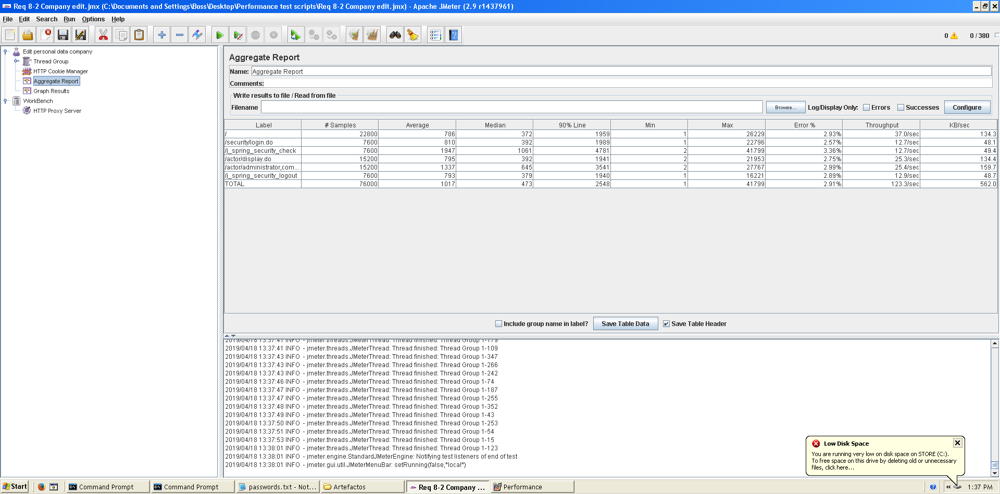 Req 8-2 Company edit.jmx (C:\Documents and Settings\Boss\Desktop\Performance test scripts\Req 8-2 Company edit.jmx) - Apache JMeter (2.9 r1437961)
File Edit Search Run Options Help
0 0 / 380
Edit personal data company
Thread Group
HTTP Cookie Manager
Aggregate Report
Graph Results
WorkBench
HTTP Proxy Server
Aggregate Report
Name: Aggregate Report
Comments:
Write results to file / Read from file
Filename Browse... Log/Display Only: Errors Successes Configure
Label # Samples Average Median 90% Line Min Max Error % Throughput KB/sec
/ 22800 786 372 1959 1 26229 2.93% 37.0/sec 134.3
/security/login.do 7600 810 392 1989 1 22796 2.57% 12.7/sec 48.1
/j_spring_security_check 7600 1947 1061 4781 2 41799 3.36% 12.7/sec 49.4
/actor/display.do 15200 795 392 1941 2 21953 2.75% 25.3/sec 134.4
/actor/administrator,com... 15200 1337 645 3541 2 27767 2.99% 25.4/sec 159.7
/j_spring_security_logout 7600 793 379 1940 1 16221 2.89% 12.9/sec 48.7
TOTAL 76000 1017 473 2548 1 41799 2.91% 123.3/sec 562.0
Include group name in label? Save Table Data Save Table Header
2019/04/18 13:37:41 INFO - jmeter.threads.JMeterThread: Thread finished: Thread Group 1-179
2019/04/18 13:37:41 INFO - jmeter.threads.JMeterThread: Thread finished: Thread Group 1-109
2019/04/18 13:37:43 INFO - jmeter.threads.JMeterThread: Thread finished: Thread Group 1-347
2019/04/18 13:37:43 INFO - jmeter.threads.JMeterThread: Thread finished: Thread Group 1-266
2019/04/18 13:37:43 INFO - jmeter.threads.JMeterThread: Thread finished: Thread Group 1-242
2019/04/18 13:37:46 INFO - jmeter.threads.JMeterThread: Thread finished: Thread Group 1-74
2019/04/18 13:37:47 INFO - jmeter.threads.JMeterThread: Thread finished: Thread Group 1-187
2019/04/18 13:37:47 INFO - jmeter.threads.JMeterThread: Thread finished: Thread Group 1-255
2019/04/18 13:37:48 INFO - jmeter.threads.JMeterThread: Thread finished: Thread Group 1-352
2019/04/18 13:37:49 INFO - jmeter.threads.JMeterThread: Thread finished: Thread Group 1-43
2019/04/18 13:37:50 INFO - jmeter.threads.JMeterThread: Thread finished: Thread Group 1-253
2019/04/18 13:37:51 INFO - jmeter.threads.JMeterThread: Thread finished: Thread Group 1-54
2019/04/18 13:37:53 INFO - jmeter.threads.JMeterThread: Thread finished: Thread Group 1-15
2019/04/18 13:38:01 INFO - jmeter.threads.JMeterThread: Thread finished: Thread Group 1-123
2019/04/18 13:38:01 INFO - jmeter.engine.StandardJMeterEngine: Notifying test listeners of end of test
2019/04/18 13:38:01 INFO - jmeter.gui.util.JMeterMenuBar: setRunning(false,*local*)
Low Disk Space
You are running very low on disk space on STORE (C:).
To free space on this drive by deleting old or unnecessary
files, click here...
Start Command Prompt Command Prompt passwords.txt - Not... Artefactos Req 8-2 Company ... Performance « 1:37 PM